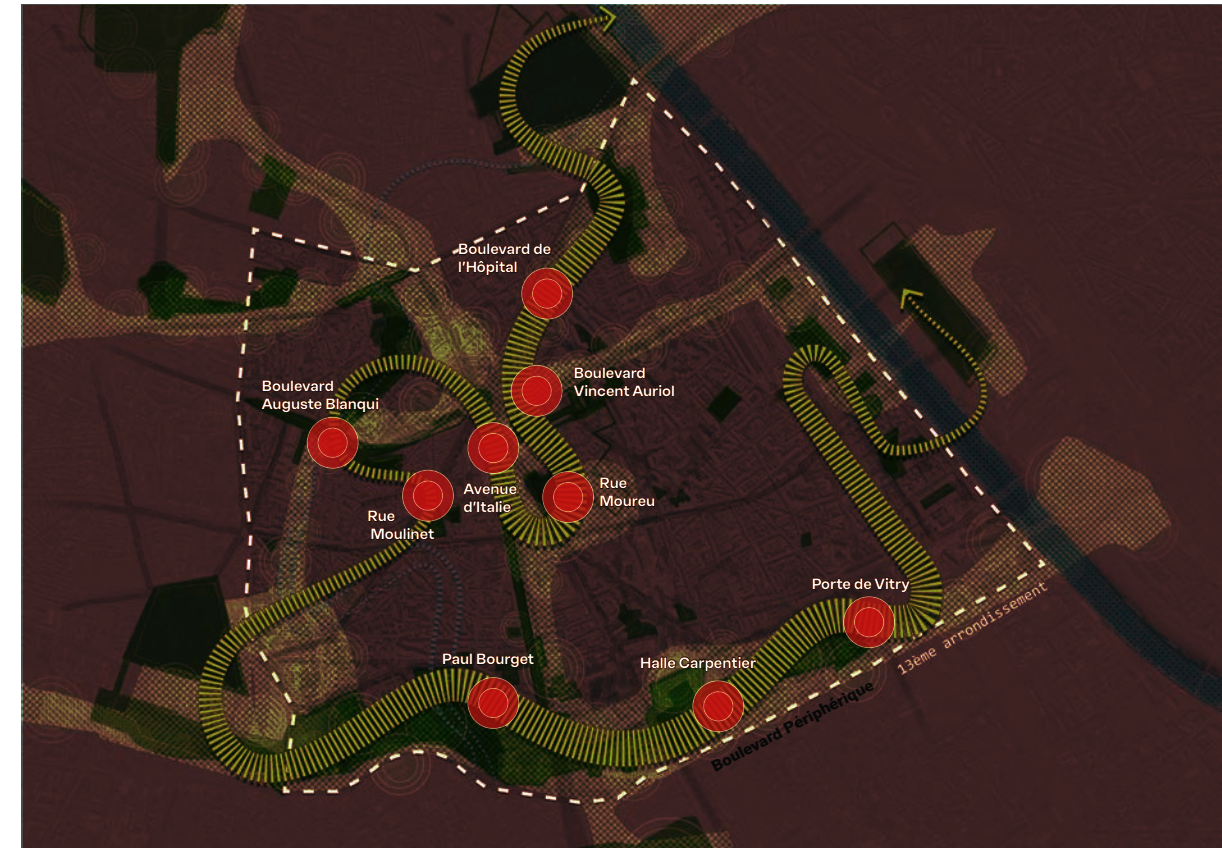 Boulevard de
l'Hôpital
Boulevard
Vincent Auriol
Boulevard
Auguste Blanqui
Avenue
d'Italie
Rue
Moureu
Rue
Moulinet
Porte de Vitry
13ème arrondissement
Paul Bourget
Halle Carpentier
Boulevard Périphérique